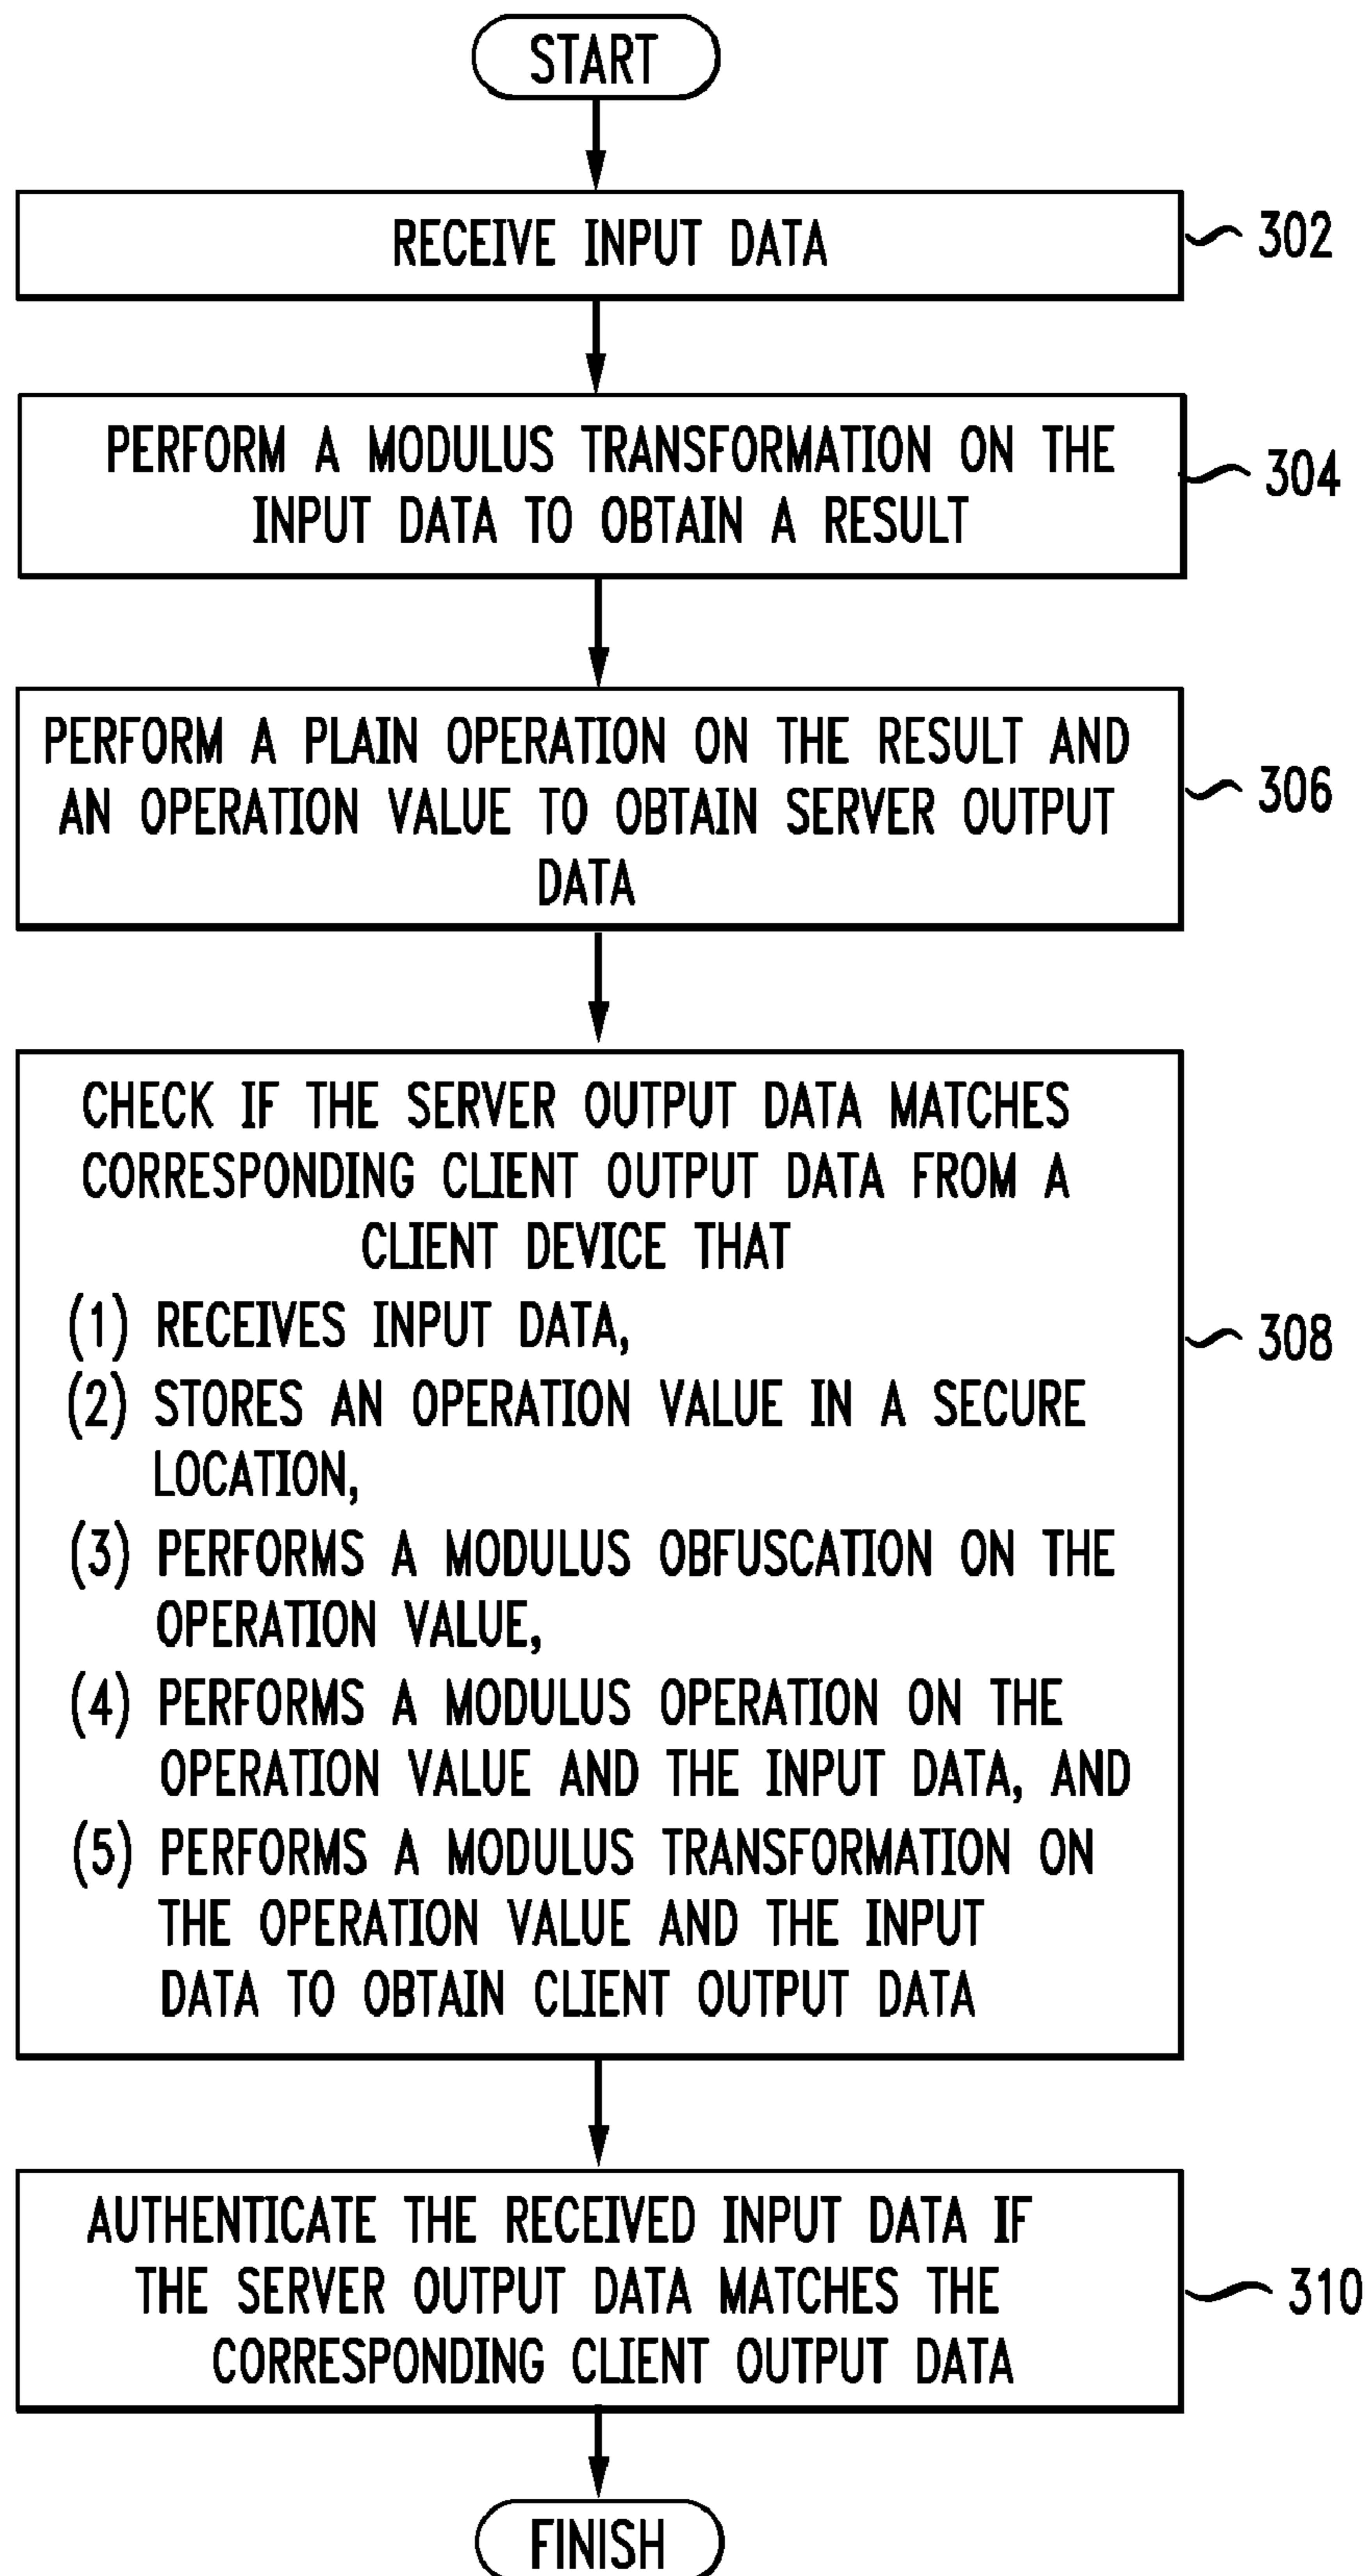 START
RECEIVE INPUT DATA
302
PERFORM A MODULUS TRANSFORMATION ON THE
INPUT DATA TO OBTAIN A RESULT
304
PERFORM A PLAIN OPERATION ON THE RESULT AND
AN OPERATION VALUE TO OBTAIN SERVER OUTPUT
DATA
306
CHECK IF THE SERVER OUTPUT DATA MATCHES
CORRESPONDING CLIENT OUTPUT DATA FROM A
CLIENT DEVICE THAT
(1) RECEIVES INPUT DATA,
(2) STORES AN OPERATION VALUE IN A SECURE
LOCATION,
(3) PERFORMS A MODULUS OBFUSCATION ON THE
OPERATION VALUE,
(4) PERFORMS A MODULUS OPERATION ON THE
OPERATION VALUE AND THE INPUT DATA, AND
(5) PERFORMS A MODULUS TRANSFORMATION ON
THE OPERATION VALUE AND THE INPUT
DATA TO OBTAIN CLIENT OUTPUT DATA
308
AUTHENTICATE THE RECEIVED INPUT DATA IF
THE SERVER OUTPUT DATA MATCHES THE
CORRESPONDING CLIENT OUTPUT DATA
310
FINISH